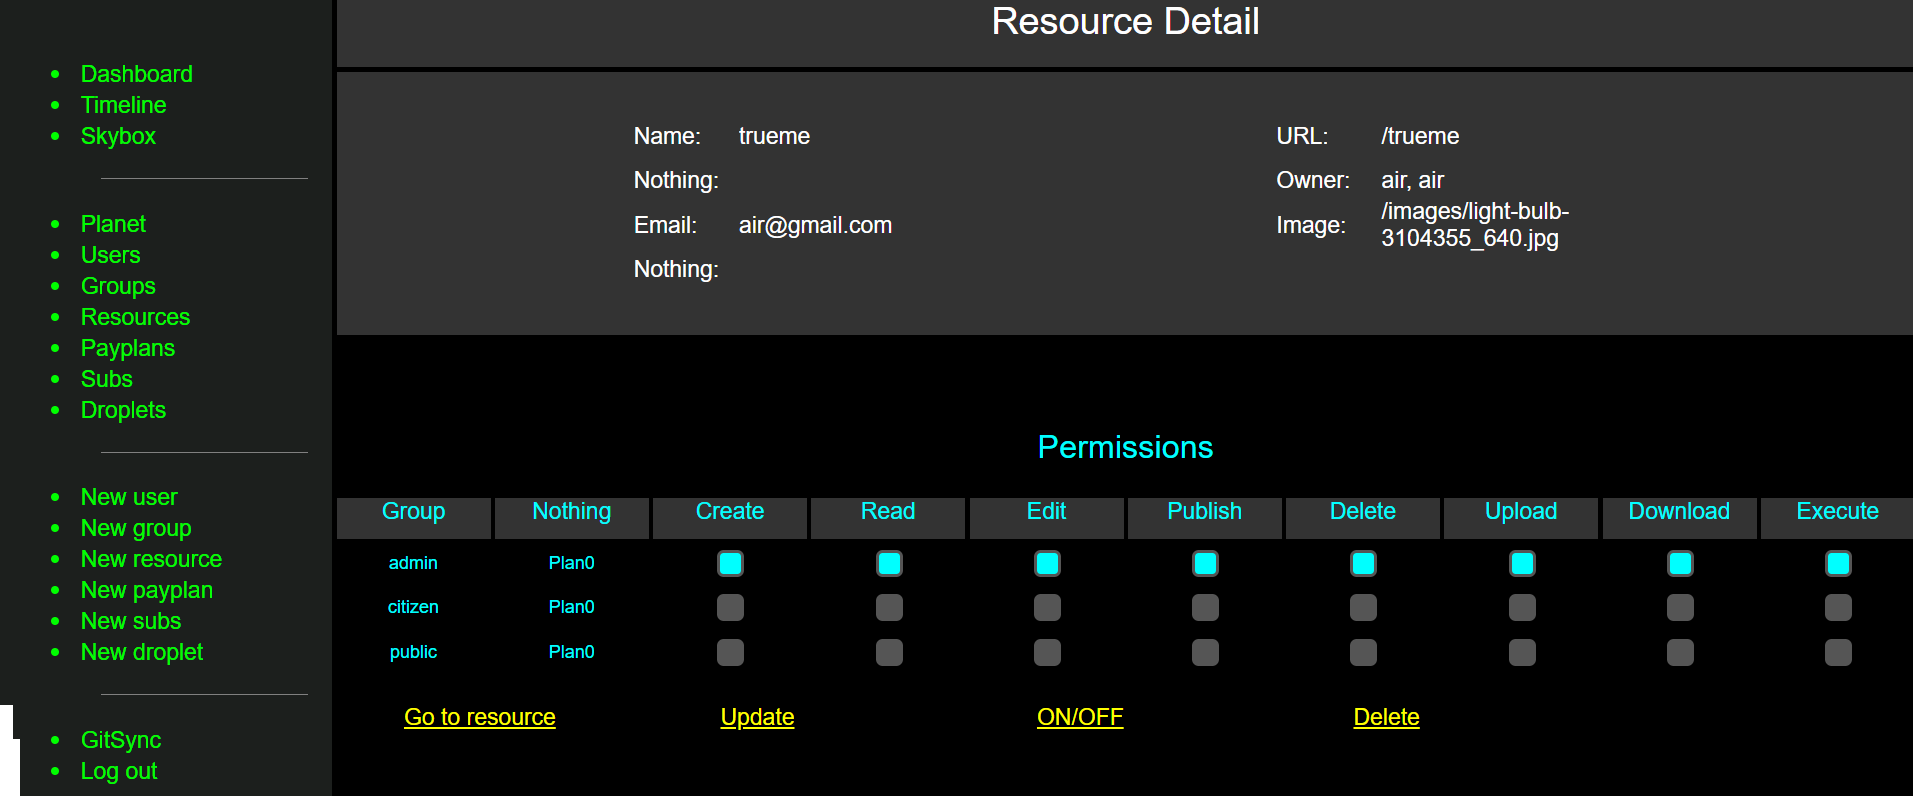 Resource Detail
Dashboard
Timeline
Skybox
Planet
Users
Groups
Resources
Payplans
Subs
Droplets
New user
New group
New resource
New payplan
New subs
New droplet
GitSync
Log out
Name: trueme
Nothing:
Email: air@gmail.com
Nothing:
URL: /trueme
Owner: air, air
Image: /images/light-bulb-
3104355_640.jpg
Permissions
Group Nothing Create Read Edit Publish Delete Upload Download Execute
admin Plan0
citizen Plan0
public Plan0
Go to resource Update ON/OFF Delete